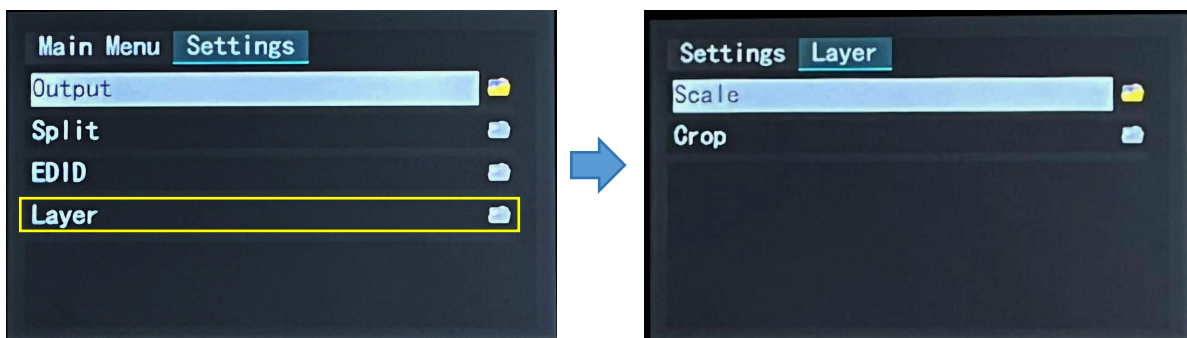 Main Menu Settings
Output
Split
EDID
Layer
Settings Layer
Scale
Crop